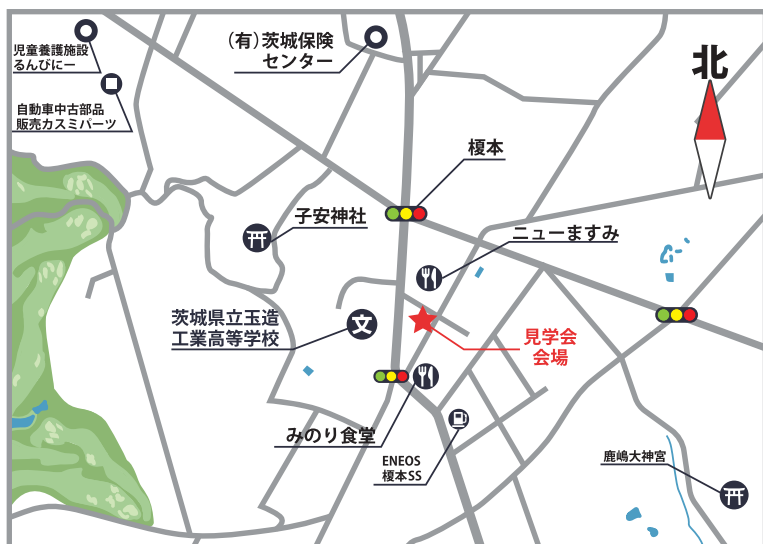 児童養護施設
るんびにー
(有)茨城保険
センター
北
自動車中古部品
販売カスミパーツ
榎本
子安神社
ニューますみ
茨城県立玉造
工業高等学校
文
見学会
会場
みのり食堂
ENEOS
榎本SS
鹿嶋大神宮